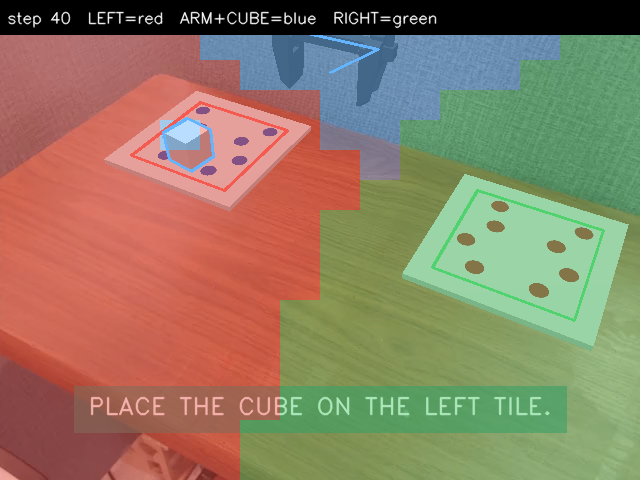 step 40 LEFT=red ARM+CUBE=blue RIGHT=green
PLACE THE CUBE ON THE LEFT TILE.